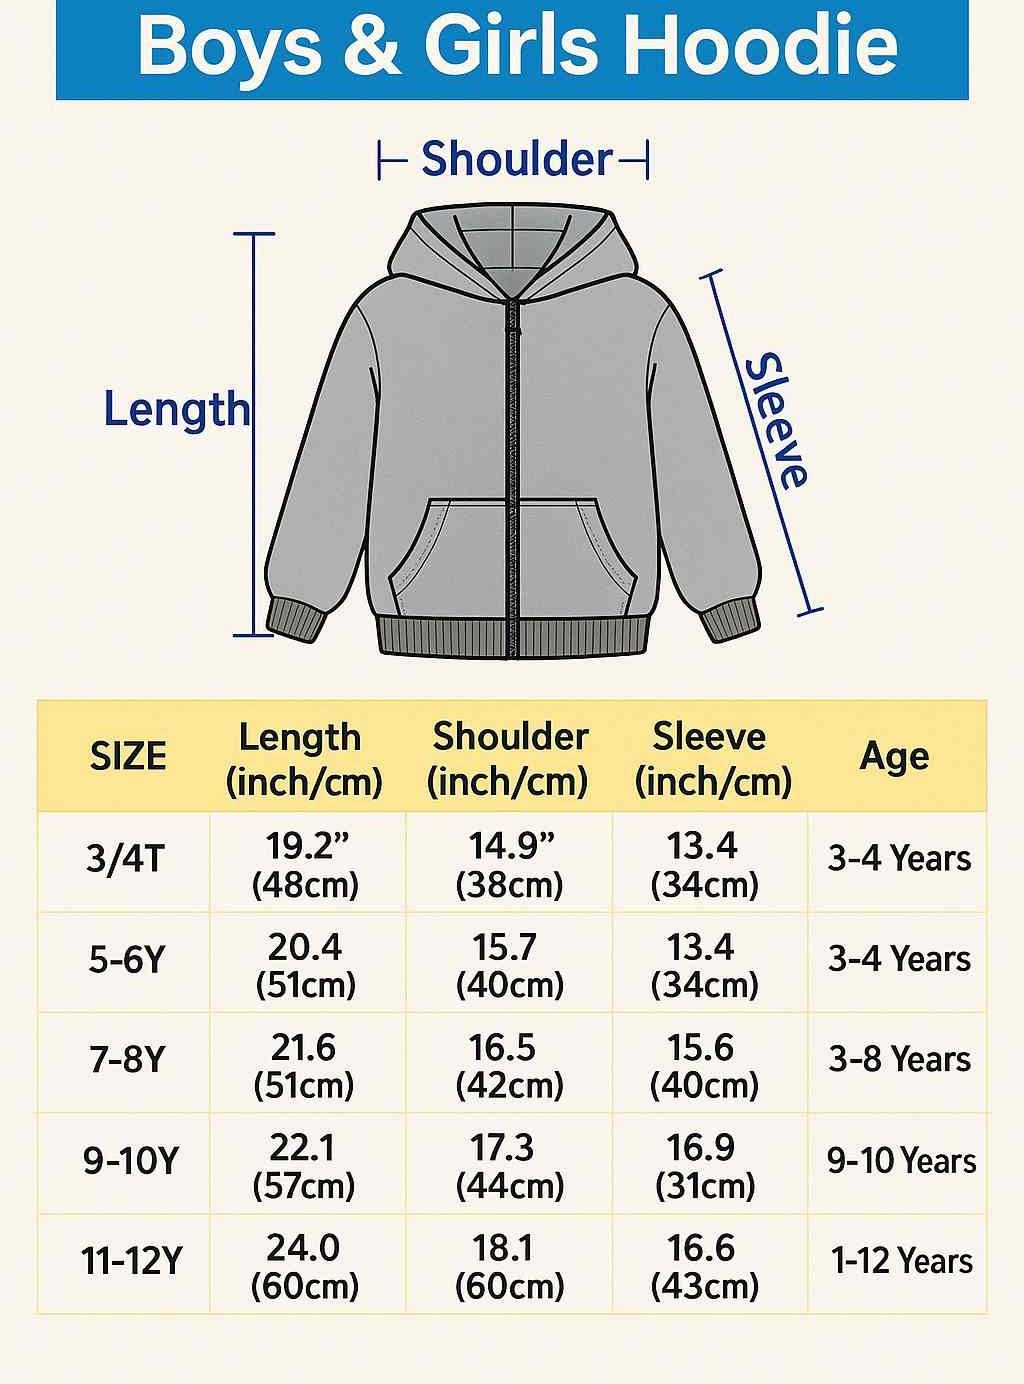 Boys & Girls Hoodie
Shoulder
Length
Sleeve
SIZE Length (inch/cm) Shoulder (inch/cm) Sleeve (inch/cm) Age
3/4T 19.2” (48cm) 14.9” (38cm) 13.4 (34cm) 3-4 Years
5-6Y 20.4 (51cm) 15.7 (40cm) 13.4 (34cm) 3-4 Years
7-8Y 21.6 (51cm) 16.5 (42cm) 15.6 (40cm) 3-8 Years
9-10Y 22.1 (57cm) 17.3 (44cm) 16.9 (31cm) 9-10 Years
11-12Y 24.0 (60cm) 18.1 (60cm) 16.6 (43cm) 1-12 Years